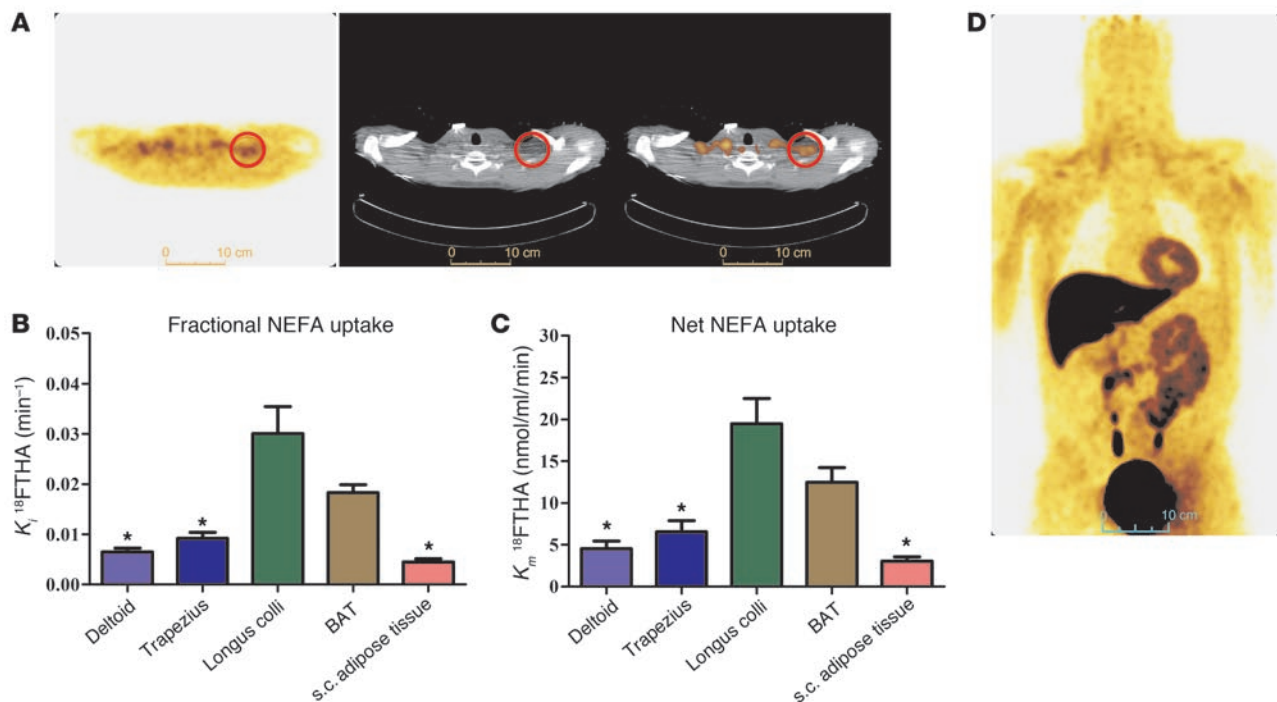 A
D
0 10 cm
0 10 cm
0 10 cm
B
Fractional NEFA uptake
0.05
0.04
0.03
0.02
0.01
0.00
Ki 18FTHA (min−1)
*
*
*
Deltoid
Trapezius
Longus colli
BAT
s.c. adipose tissue
C
Net NEFA uptake
30
25
20
15
10
5
0
Km 18FTHA (nmol/ml/min)
*
*
*
Deltoid
Trapezius
Longus colli
BAT
s.c. adipose tissue
0 10 cm